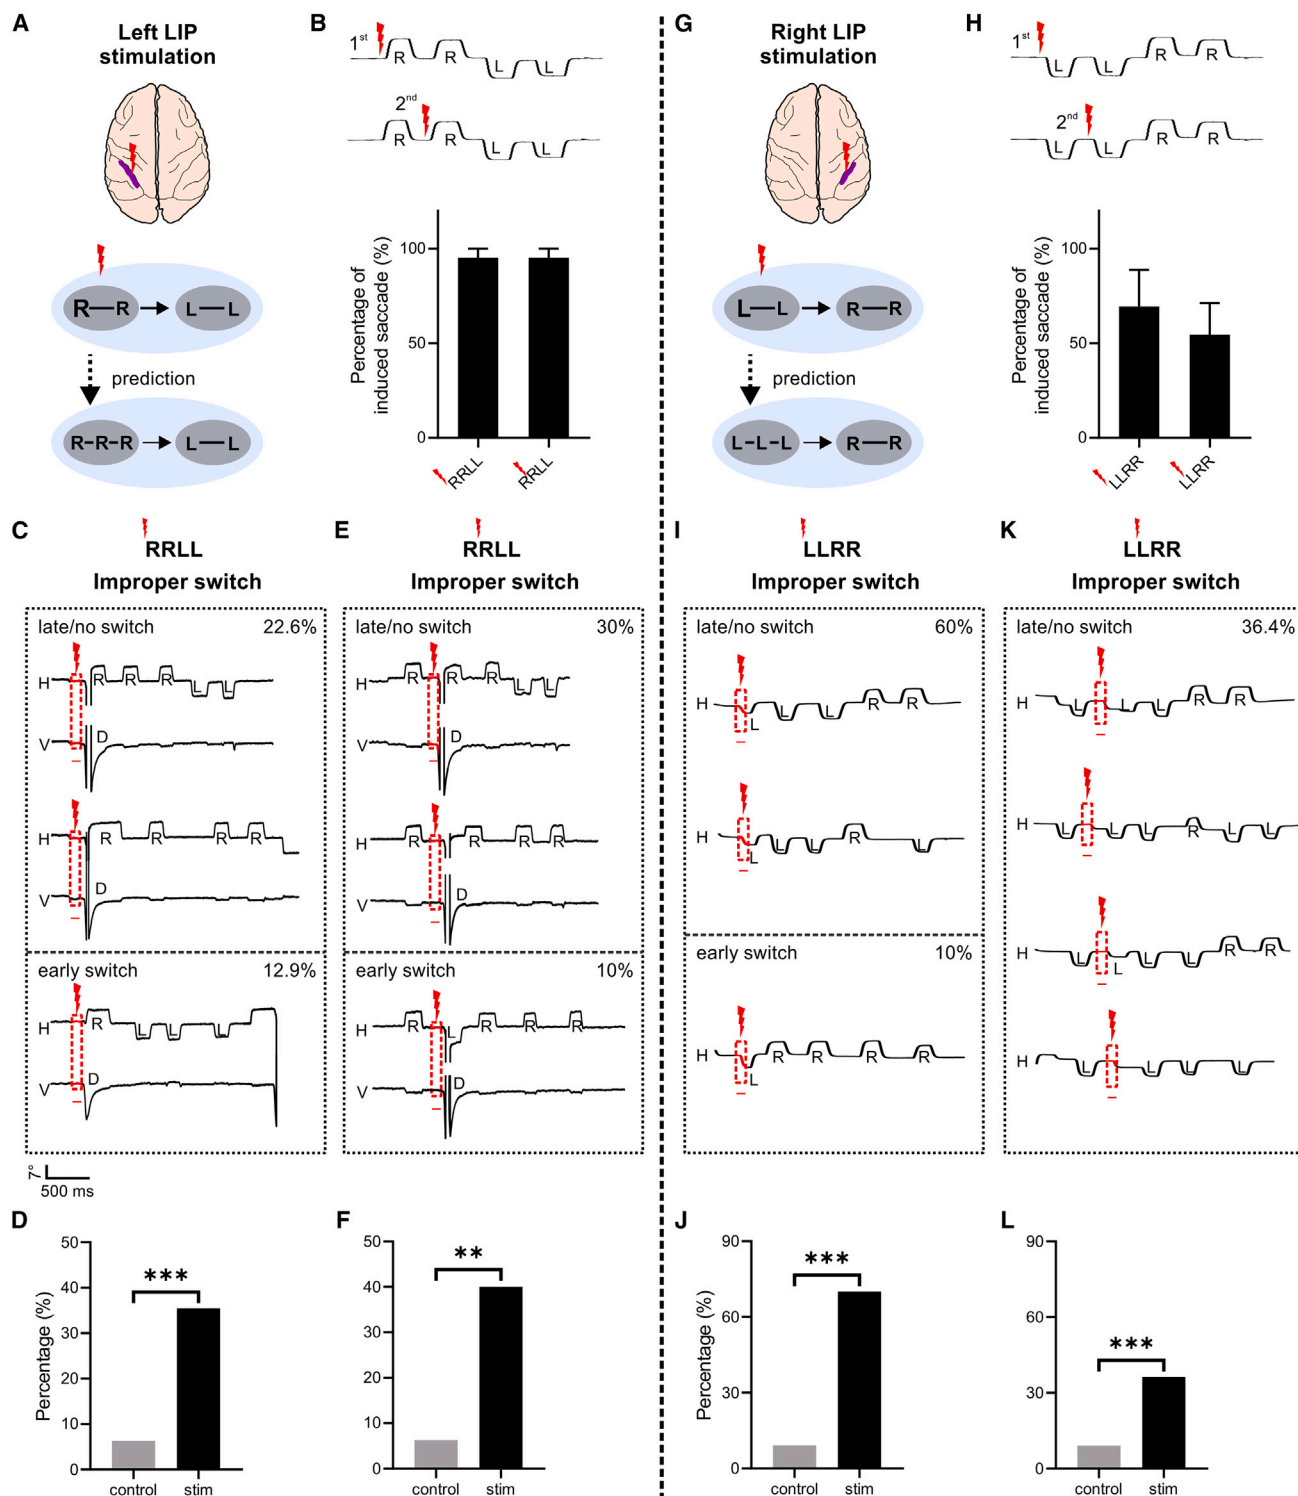 A
Left LIP
stimulation
R R L L
prediction
R R R L L
B
1st
R R L L
2nd
R R L L
Percentage of
induced saccade (%)
100
50
0
RRLL RRLL
G
Right LIP
stimulation
L L R R
prediction
L L L R R
H
1st
L L R R
2nd
L L R R
Percentage of
induced saccade (%)
100
50
0
LLRR LLRR
C
RRLL
Improper switch
late/no switch 22.6%
H R R R L L
V D
H R R R R
V D
early switch 12.9%
H R L L L
V D
7°
500 ms
E
RRLL
Improper switch
late/no switch 30%
H R R R L L
V D
H R R R R
V D
early switch 10%
H R L R R R
V D
I
LLRR
Improper switch
late/no switch 60%
H L L L R R
H L L L R L
early switch 10%
H L R R R R
K
LLRR
Improper switch
late/no switch 36.4%
H L L L R R
H L L L R L L
H L L L L R R
H L L L L
D
Percentage (%)
50
40
30
20
10
0
***
control stim
F
50
40
30
20
10
0
**
control stim
J
Percentage (%)
90
60
30
0
***
control stim
L
90
60
30
0
***
control stim